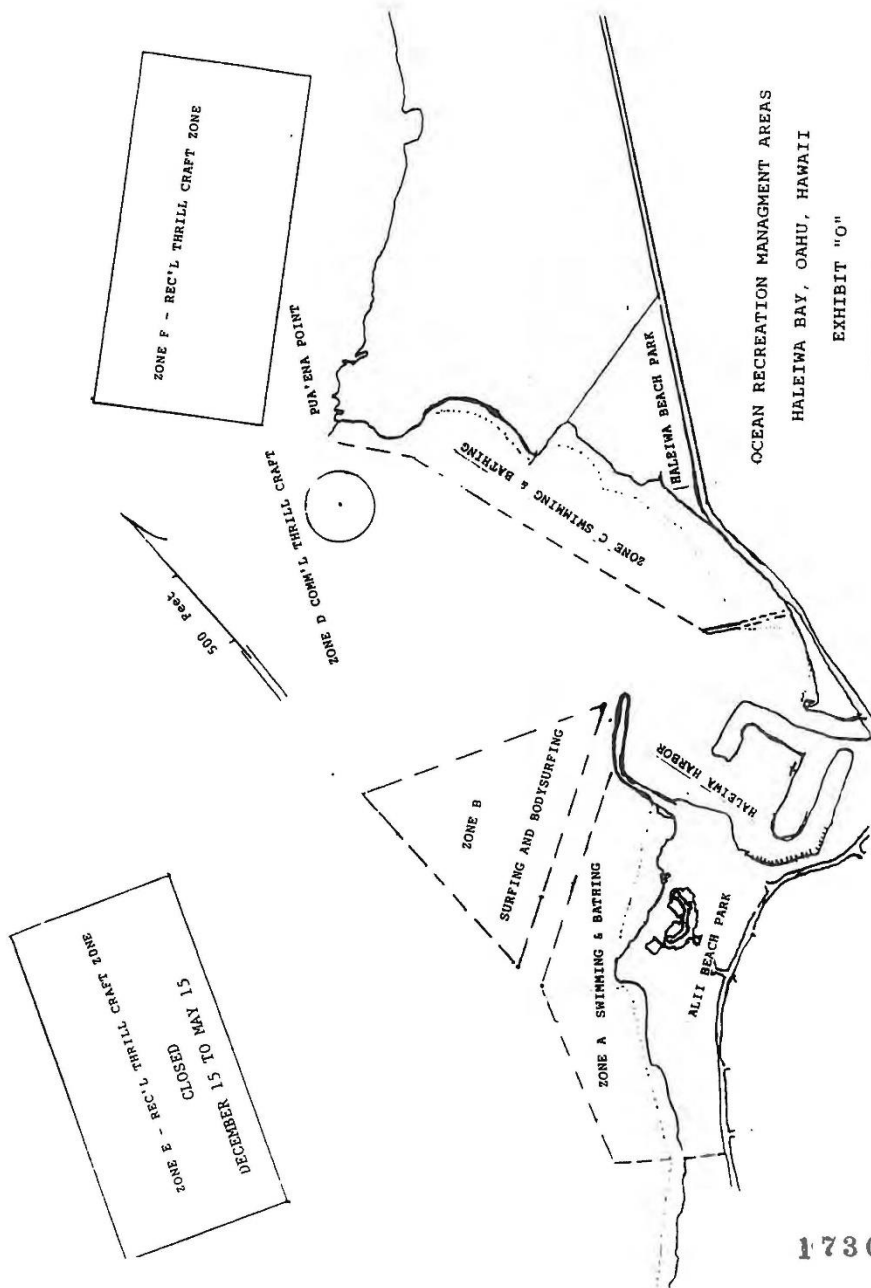 ZONE F - REC'L THRILL CRAFT ZONE
PUA'ENA POINT
500 Feet
ZONE D COMM'L THRILL CRAFT
ZONE C SWIMMING & BATHING
HALEIWA BEACH PARK
ZONE B
SURFING AND BODYSURFING
HALEIWA HARBOR
ZONE E - REC'L THRILL CRAFT ZONE
CLOSED
DECEMBER 15 TO MAY 15
ZONE A SWIMMING & BATHING
ALII BEACH PARK
OCEAN RECREATION MANAGMENT AREAS
HALEIWA BAY, OAHU, HAWAII
EXHIBIT "O"